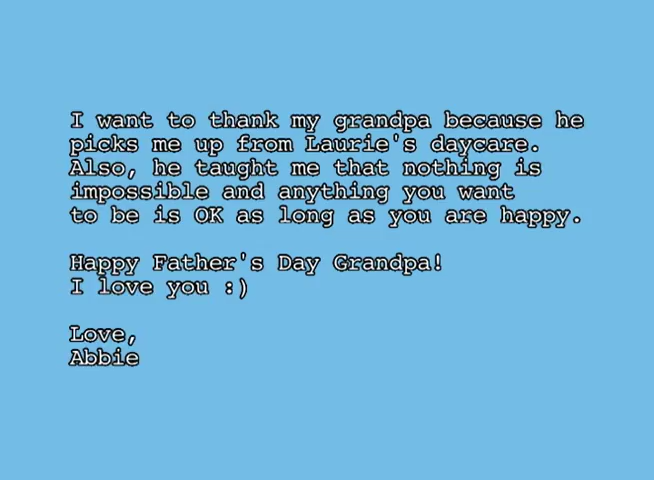 I want to thank my grandpa because he
picks me up from Laurie's daycare.
Also, he taught me that nothing is
impossible and anything you want
to be is OK as long as you are happy.
Happy Father's Day Grandpa!
I love you :)
Love,
Abbie